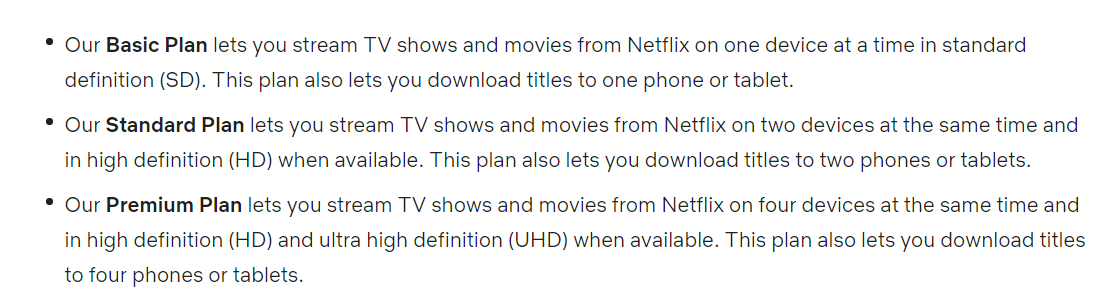 • Our Basic Plan lets you stream TV shows and movies from Netflix on one device at a time in standard
definition (SD). This plan also lets you download titles to one phone or tablet.
• Our Standard Plan lets you stream TV shows and movies from Netflix on two devices at the same time and
in high definition (HD) when available. This plan also lets you download titles to two phones or tablets.
• Our Premium Plan lets you stream TV shows and movies from Netflix on four devices at the same time and
in high definition (HD) and ultra high definition (UHD) when available. This plan also lets you download titles
to four phones or tablets.